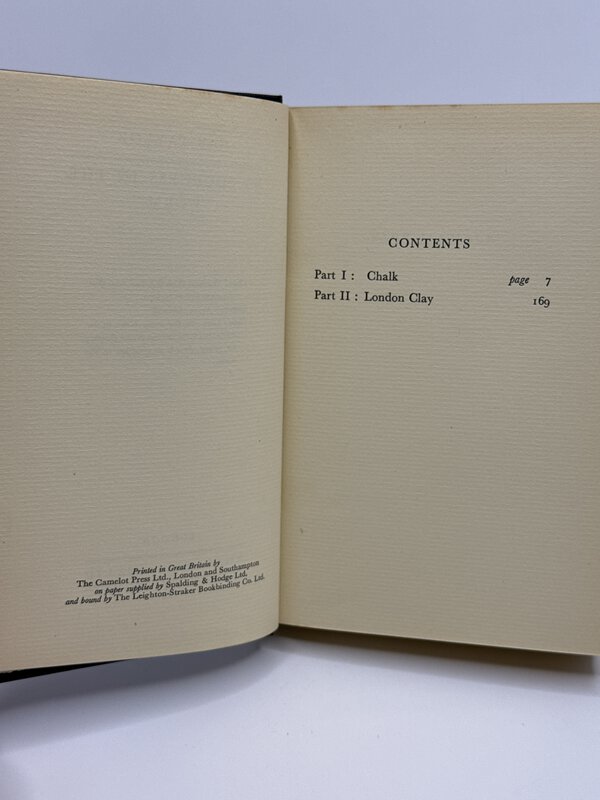 Printed in Great Britain by
The Camelot Press Ltd., London and Southampton
on paper supplied by Spalding & Hodge Ltd.
and bound by The Leighton-Straker Bookbinding Co. Ltd.
CONTENTS
Part I : Chalk page 7
Part II : London Clay 169